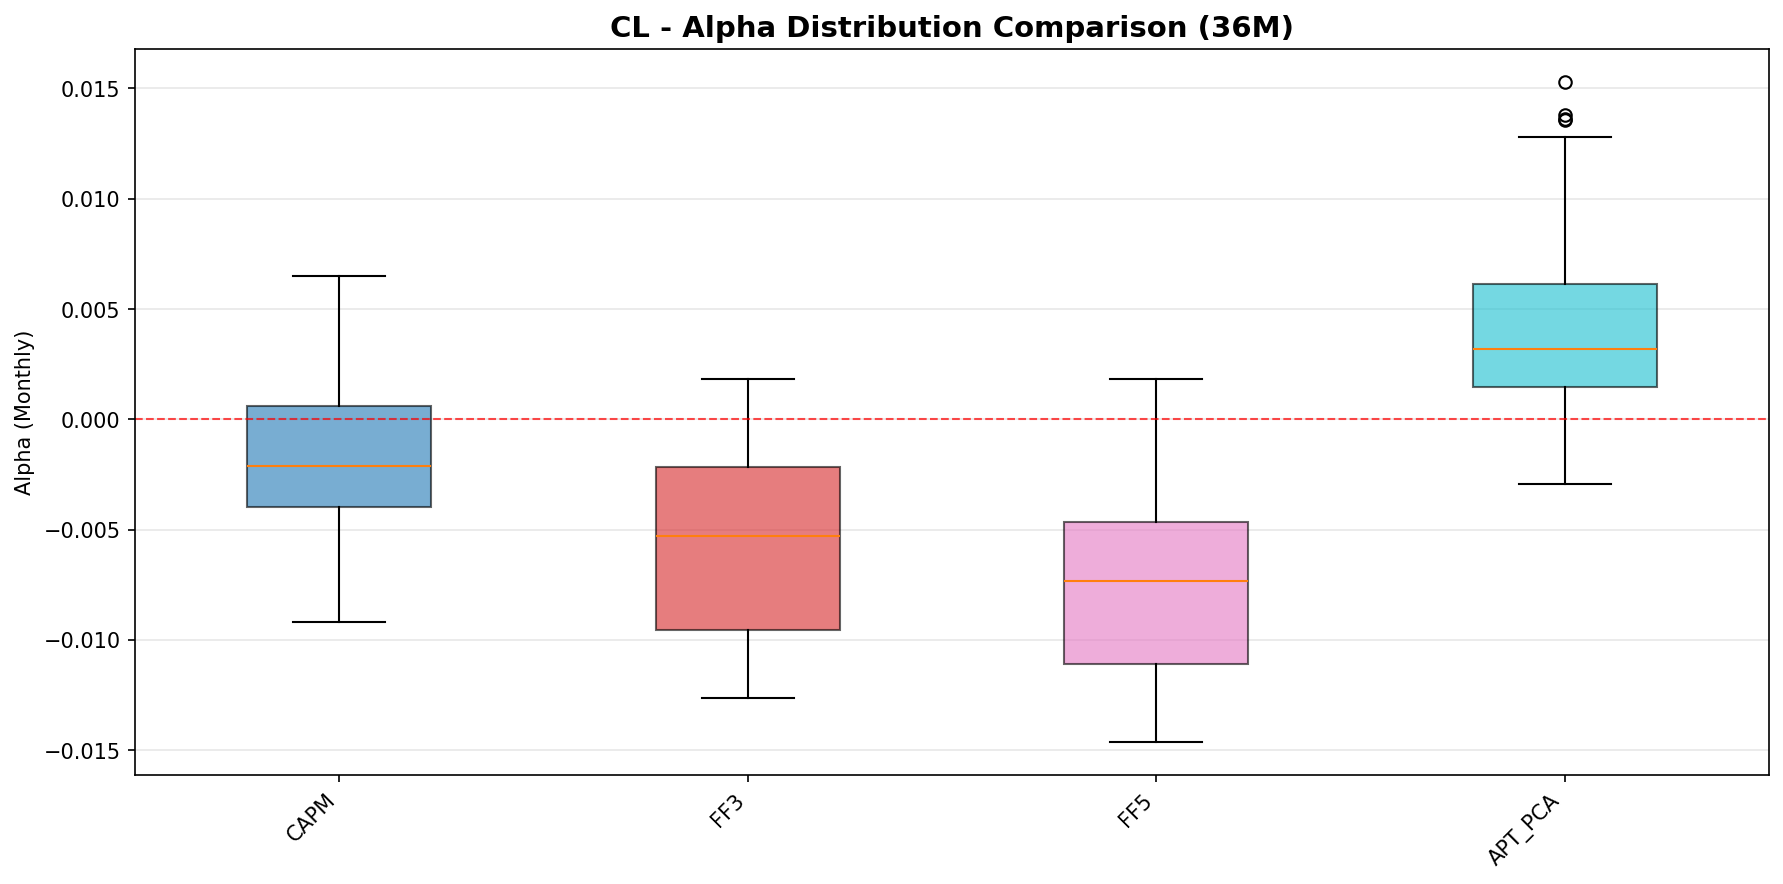 CL - Alpha Distribution Comparison (36M)
Alpha (Monthly)
0.015
0.010
0.005
0.000
−0.005
−0.010
−0.015
CAPM
FF3
FF5
APT_PCA